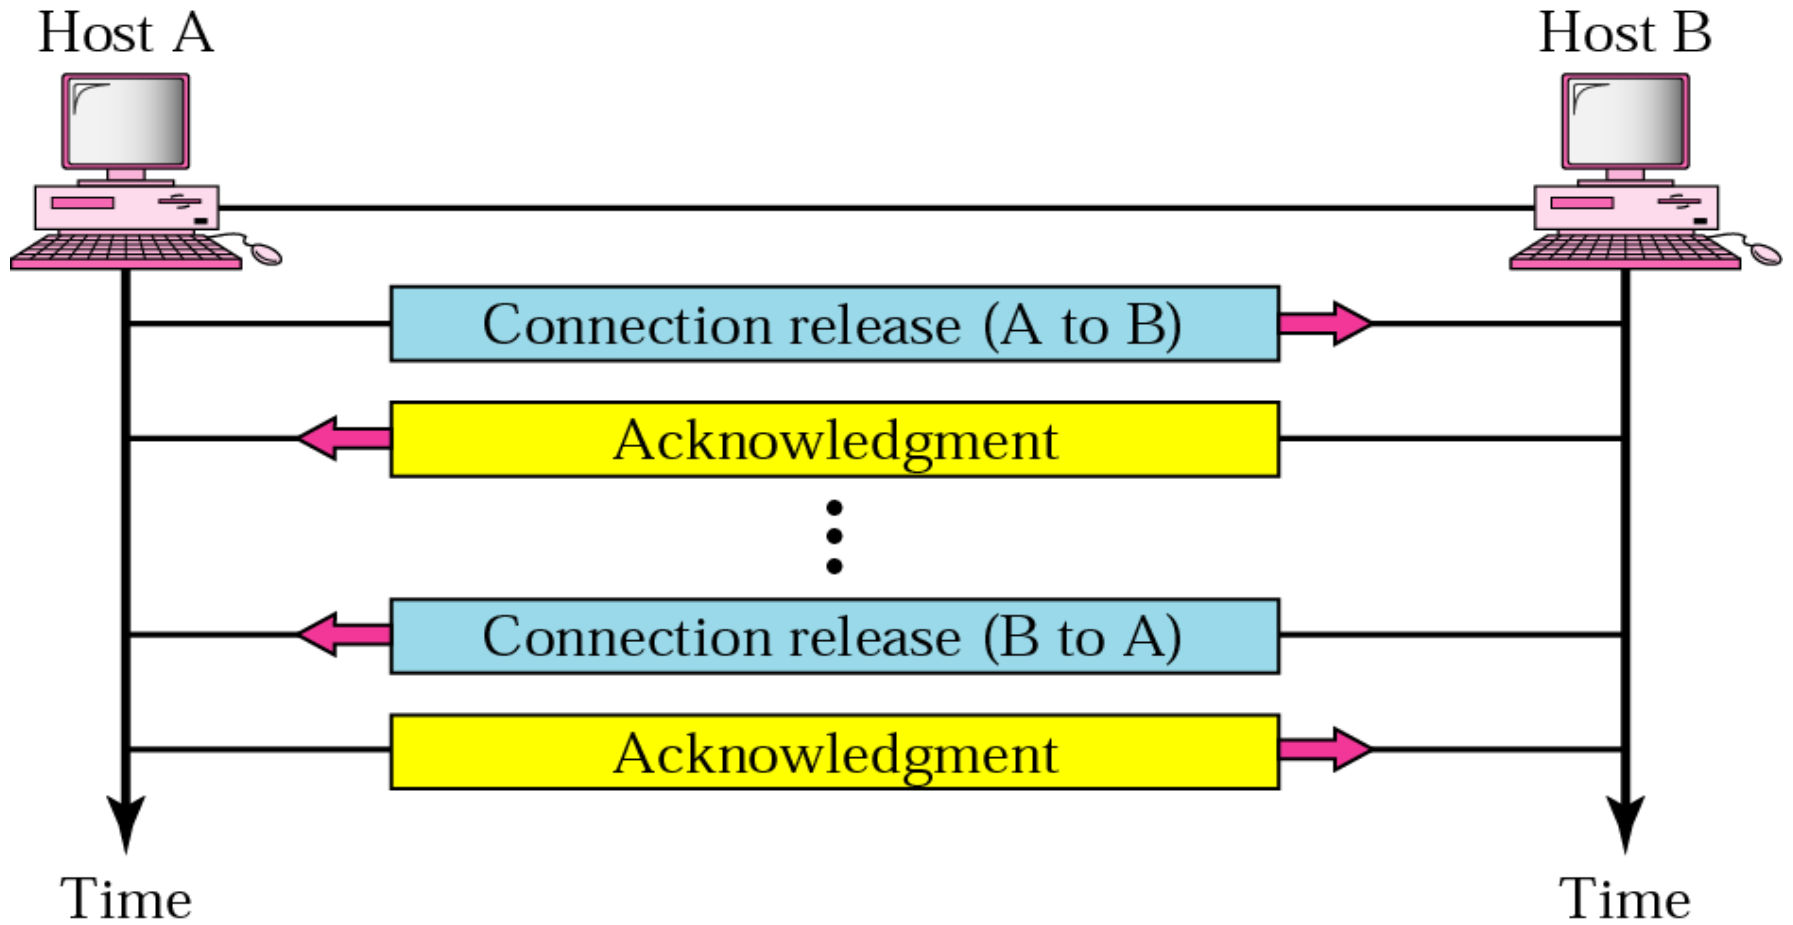 Host A
Host B
Connection release (A to B)
Acknowledgment
Connection release (B to A)
Acknowledgment
Time
Time